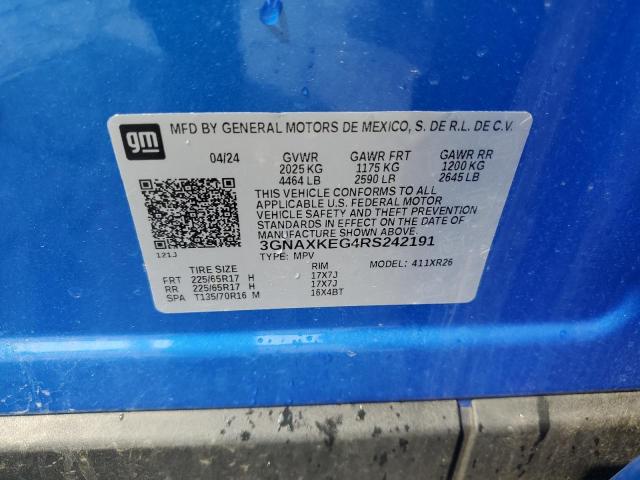 gm
MFD BY GENERAL MOTORS DE MEXICO, S. DE R.L. DE C.V.
04/24 GVWR GAWR FRT GAWR RR
2025 KG 1175 KG 1200 KG
4464 LB 2590 LB 2645 LB
THIS VEHICLE CONFORMS TO ALL
APPLICABLE U.S. FEDERAL MOTOR
VEHICLE SAFETY AND THEFT PREVENTION
STANDARDS IN EFFECT ON THE DATE OF
MANUFACTURE SHOWN ABOVE.
3GNAXKEG4RS242191
TYPE: MPV MODEL: 411XR26
121J
TIRE SIZE RIM
FRT 225/65R17 H 17X7J
RR 225/65R17 H 17X7J
SPA T135/70R16 M 16X4BT